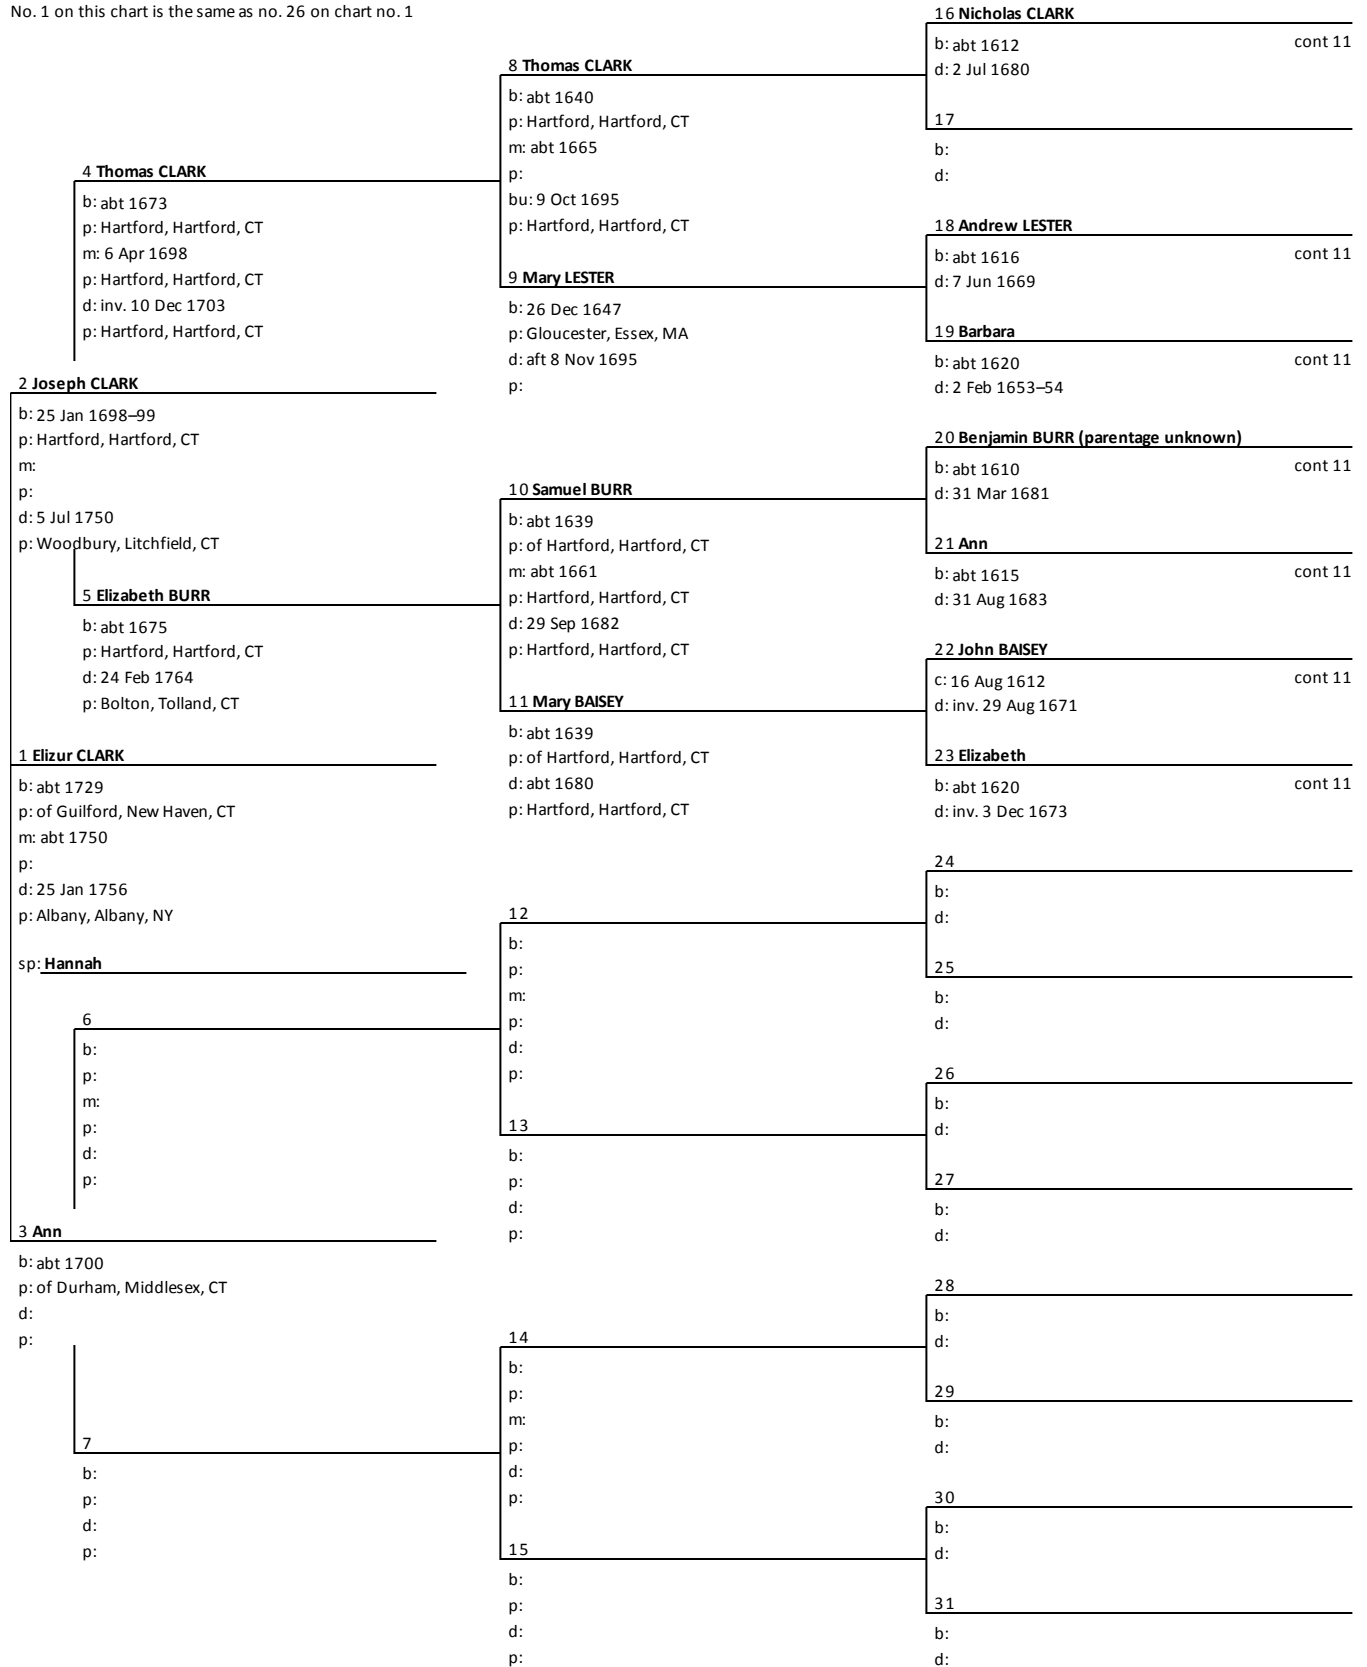 No. 1 on this chart is the same as no. 26 on chart no. 1
16 Nicholas CLARK
b: abt 1612 cont 11
d: 2 Jul 1680
8 Thomas CLARK
b: abt 1640
p: Hartford, Hartford, CT
m: abt 1665
p:
bu: 9 Oct 1695
p: Hartford, Hartford, CT
17
b:
d:
4 Thomas CLARK
b: abt 1673
p: Hartford, Hartford, CT
m: 6 Apr 1698
p: Hartford, Hartford, CT
d: inv. 10 Dec 1703
p: Hartford, Hartford, CT
18 Andrew LESTER
b: abt 1616 cont 11
d: 7 Jun 1669
9 Mary LESTER
b: 26 Dec 1647
p: Gloucester, Essex, MA
d: aft 8 Nov 1695
p:
19 Barbara
b: abt 1620 cont 11
d: 2 Feb 1653–54
2 Joseph CLARK
b: 25 Jan 1698–99
p: Hartford, Hartford, CT
m:
p:
d: 5 Jul 1750
p: Woodbury, Litchfield, CT
20 Benjamin BURR (parentage unknown)
b: abt 1610 cont 11
d: 31 Mar 1681
10 Samuel BURR
b: abt 1639
p: of Hartford, Hartford, CT
m: abt 1661
p: Hartford, Hartford, CT
d: 29 Sep 1682
p: Hartford, Hartford, CT
21 Ann
b: abt 1615 cont 11
d: 31 Aug 1683
5 Elizabeth BURR
b: abt 1675
p: Hartford, Hartford, CT
d: 24 Feb 1764
p: Bolton, Tolland, CT
22 John BAISEY
c: 16 Aug 1612 cont 11
d: inv. 29 Aug 1671
11 Mary BAISEY
b: abt 1639
p: of Hartford, Hartford, CT
d: abt 1680
p: Hartford, Hartford, CT
23 Elizabeth
b: abt 1620 cont 11
d: inv. 3 Dec 1673
1 Elizur CLARK
b: abt 1729
p: of Guilford, New Haven, CT
m: abt 1750
p:
d: 25 Jan 1756
p: Albany, Albany, NY
sp: Hannah
24
b:
d:
12
b:
p:
m:
p:
d:
p:
25
b:
d:
6
b:
p:
m:
p:
d:
p:
26
b:
d:
13
b:
p:
d:
p:
27
b:
d:
3 Ann
b: abt 1700
p: of Durham, Middlesex, CT
d:
p:
28
b:
d:
14
b:
p:
m:
p:
d:
p:
29
b:
d:
7
b:
p:
d:
p:
30
b:
d:
15
b:
p:
d:
p:
31
b:
d: